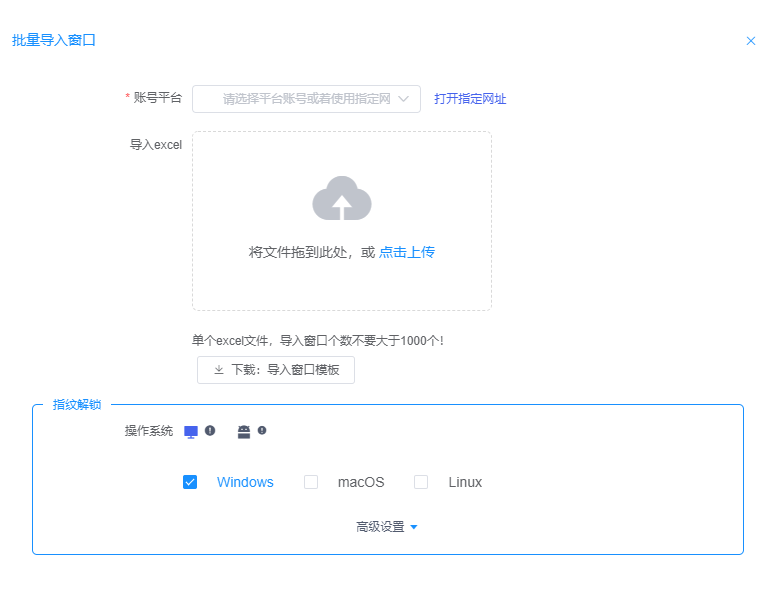 批量导入窗口
* 账号平台 请选择平台账号或着使用指定网 打开指定网址
导入excel
将文件拖到此处，或 点击上传
单个excel文件，导入窗口个数不要大于1000个！
下载：导入窗口模板
指纹解锁
操作系统
Windows macOS Linux
高级设置